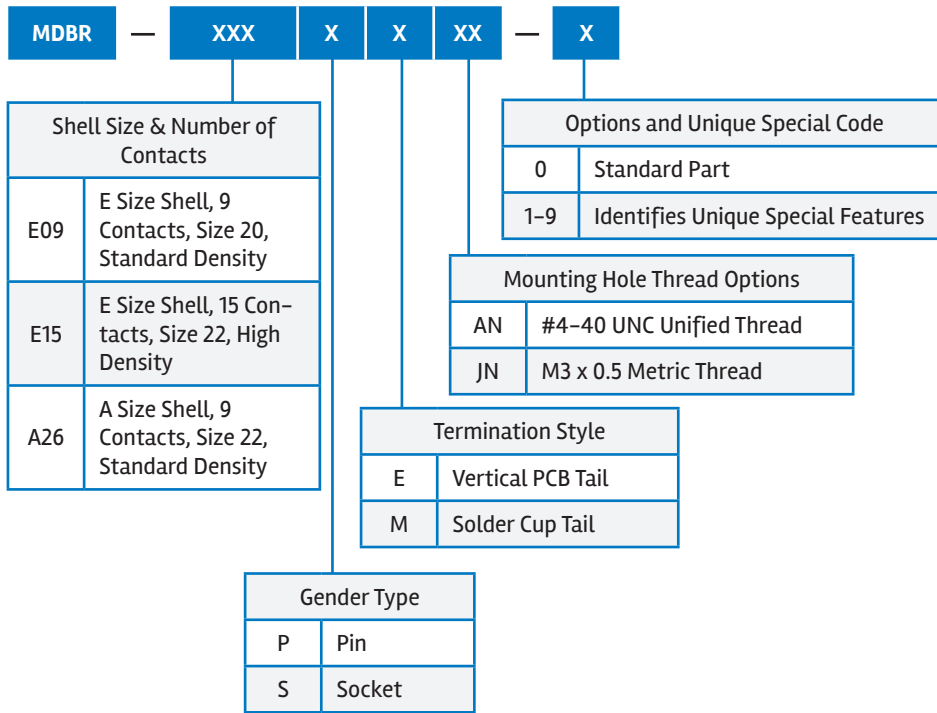 MDBR — XXX X X XX — X
Shell Size & Number of
Contacts
E09
E Size Shell, 9
Contacts, Size 20,
Standard Density
E15
E Size Shell, 15 Con-
tacts, Size 22, High
Density
A26
A Size Shell, 9
Contacts, Size 22,
Standard Density
Options and Unique Special Code
0 Standard Part
1-9 Identifies Unique Special Features
Mounting Hole Thread Options
AN #4-40 UNC Unified Thread
JN M3 x 0.5 Metric Thread
Termination Style
E Vertical PCB Tail
M Solder Cup Tail
Gender Type
P Pin
S Socket